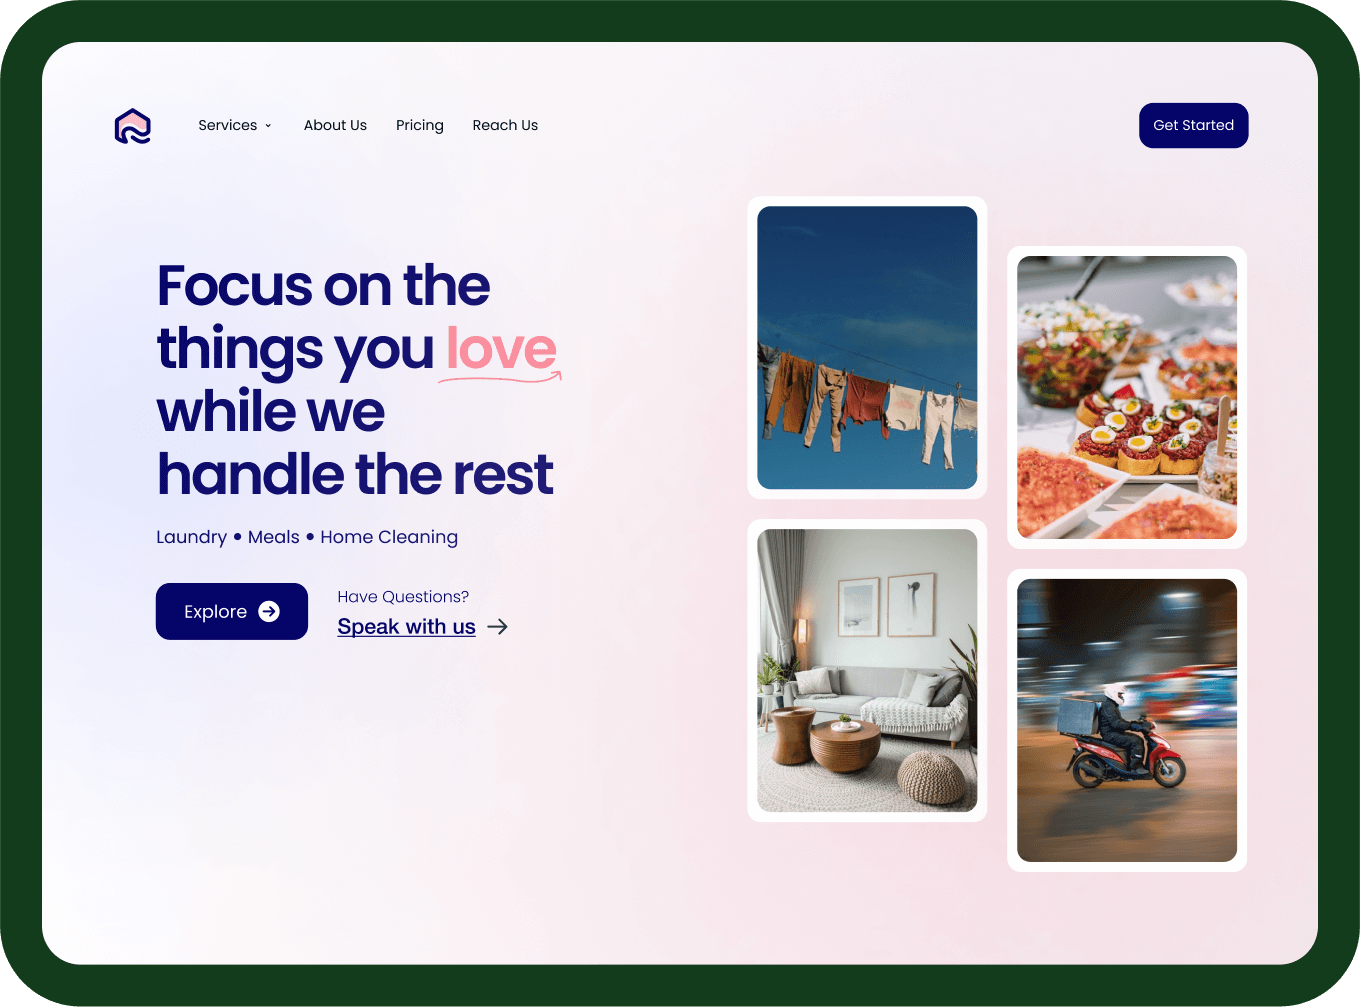 Services
About Us
Pricing
Reach Us
Get Started
Focus on the
things you love
while we
handle the rest
Laundry • Meals • Home Cleaning
Explore
Have Questions?
Speak with us